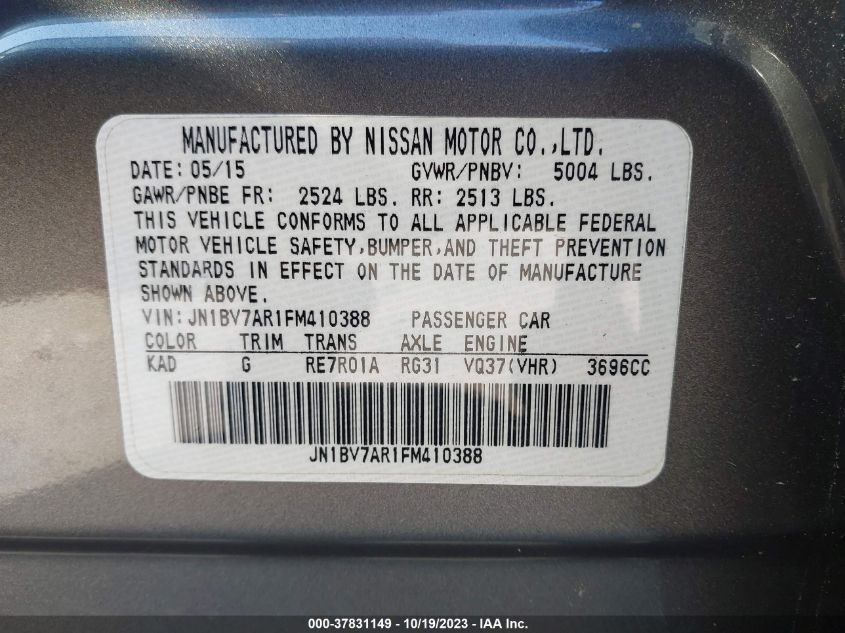 MANUFACTURED BY NISSAN MOTOR CO.,LTD.
DATE: 05/15 GVWR/PNBV: 5004 LBS.
GAWR/PNBE FR: 2524 LBS. RR: 2513 LBS.
THIS VEHICLE CONFORMS TO ALL APPLICABLE FEDERAL
MOTOR VEHICLE SAFETY,BUMPER,AND THEFT PREVENTION
STANDARDS IN EFFECT ON THE DATE OF MANUFACTURE
SHOWN ABOVE.
VIN: JN1BV7AR1FM410388 PASSENGER CAR
COLOR TRIM TRANS AXLE ENGINE
KAD G RE7R01A RG31 VQ37(VHR) 3696CC
JN1BV7AR1FM410388
000-37831149 - 10/19/2023 - IAA Inc.